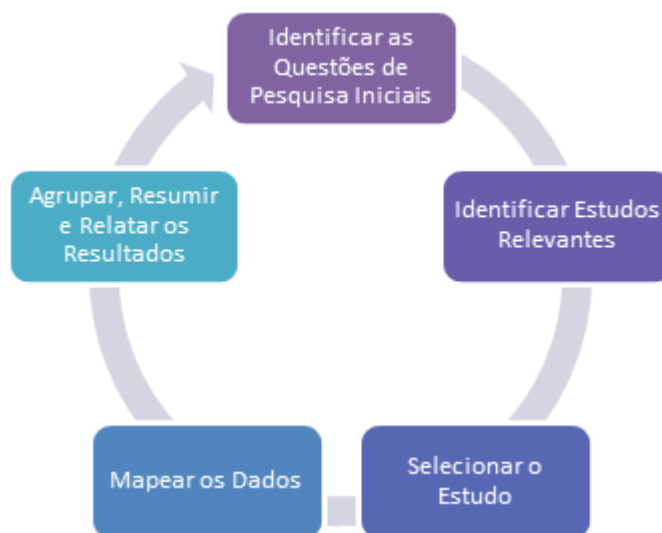 Identificar as
Questões de
Pesquisa Iniciais
Identificar Estudos
Relevantes
Selecionar o
Estudo
Mapear os Dados
Agrupar, Resumir
e Relatar os
Resultados